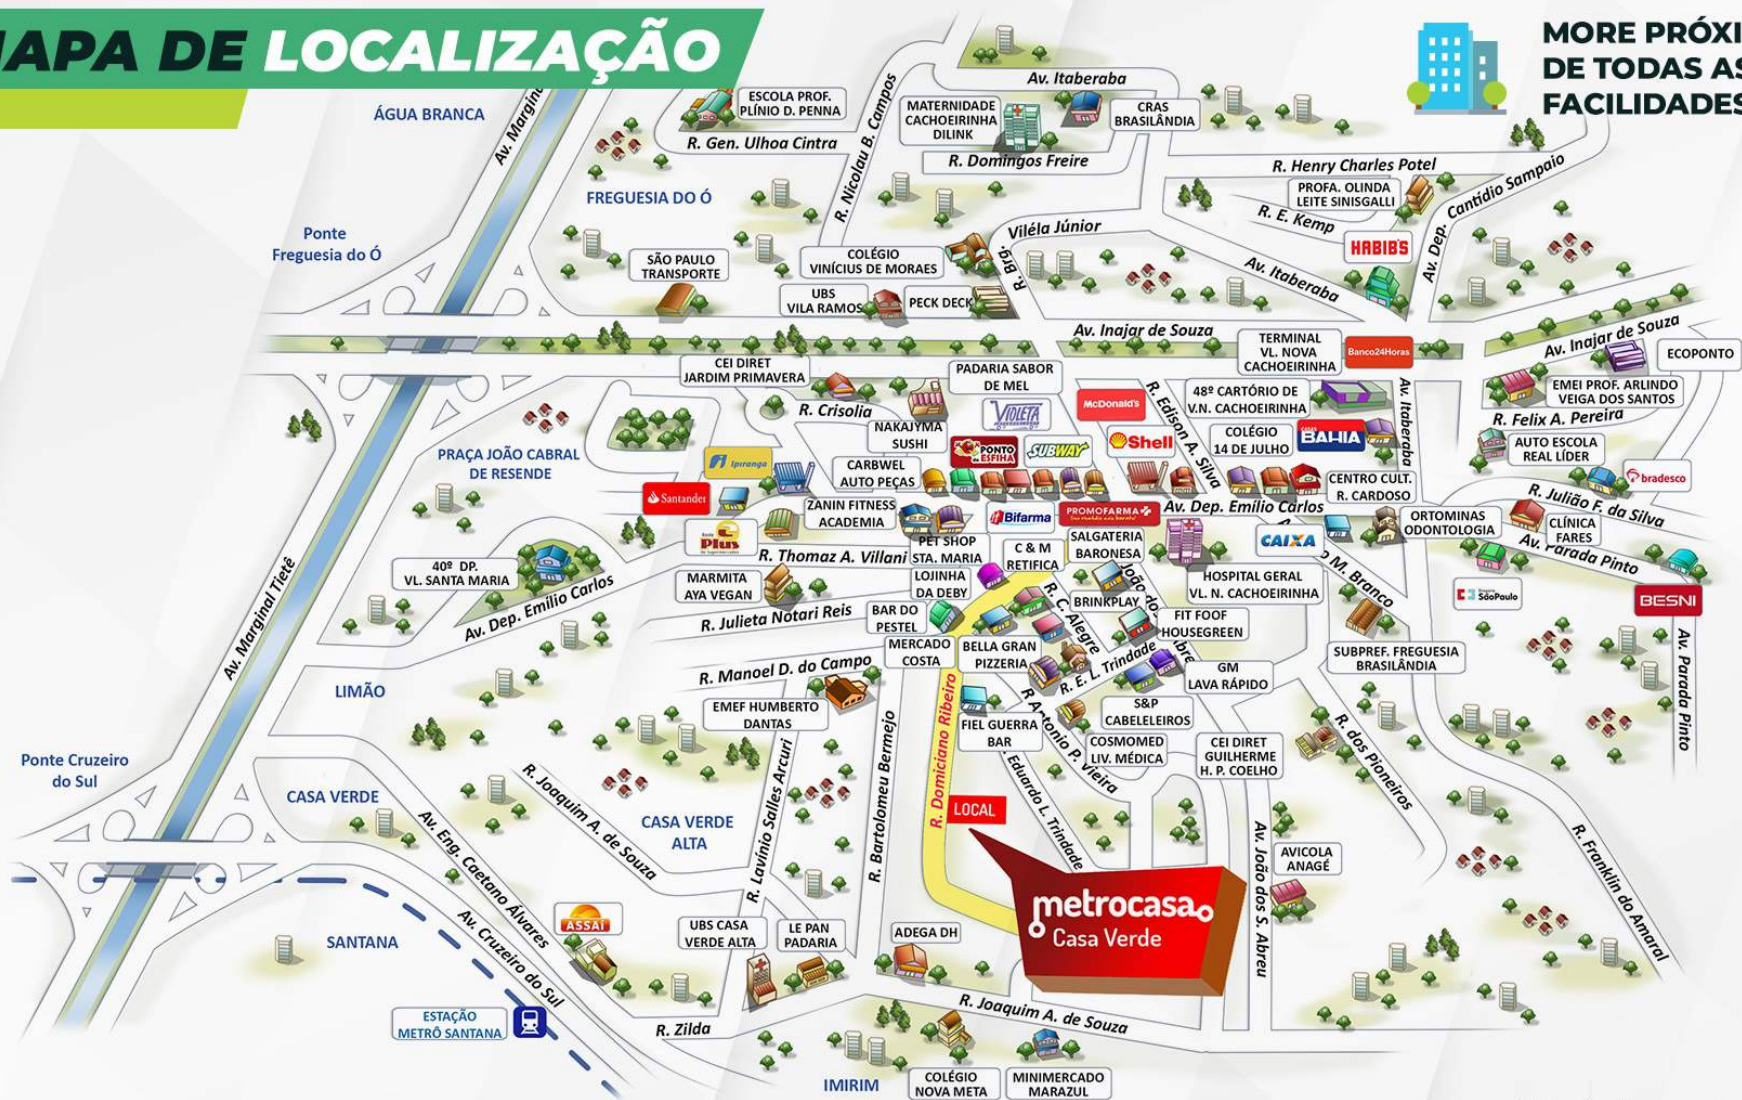 MAPA DE LOCALIZAÇÃO
MORE PRÓXI
DE TODAS AS
FACILIDADES
ÁGUA BRANCA
Av. Margina
ESCOLA PROF.
PLÍNIO D. PENNA
R. Gen. Ulhoa Cintra
R. Nicolau B. Campos
Av. Itaberaba
MATERNIDADE
CACHOEIRINHA
DILINK
CRAS
BRASILÂNDIA
R. Domingos Freire
R. Henry Charles Potel
PROFA. OLINDA
LEITE SINISGALLI
Av. Dep. Cantídio Sampaio
R. E. Kemp
HABIB'S
FREGUESIA DO Ó
Ponte
Freguesia do Ó
R. Brg. Viléla Júnior
SÃO PAULO
TRANSPORTE
COLÉGIO
VINÍCIUS DE MORAES
UBS
VILA RAMOS
PECK DECK
Av. Itaberaba
Av. Inajar de Souza
TERMINAL
VL. NOVA
CACHOEIRINHA
Banco24Horas
Av. Inajar de Souza
ECOPONTO
CEI DIRET
JARDIM PRIMAVERA
PADARIA SABOR
DE MEL
R. Crisolia
VIOLETA
McDonald's
R. Edison A. Silva
48º CARTÓRIO DE
V.N. CACHOEIRINHA
Av. Itaberaba
EMEI PROF. ARLINDO
VEIGA DOS SANTOS
R. Felix A. Pereira
NAKAJYMA
SUSHI
PONTO
da ESFIHA
SUBWAY
Shell
COLÉGIO
14 DE JULHO
CASAS
BAHIA
AUTO ESCOLA
REAL LÍDER
PRAÇA JOÃO CABRAL
DE RESENDE
Ipiranga
CARBWEL
AUTO PEÇAS
CENTRO CULT.
R. CARDOSO
bradesco
Santander
R. Julião F. da Silva
ZANIN FITNESS
ACADEMIA
Bifarma
PROMOFARMA
Av. Dep. Emílio Carlos
ORTOMINAS
ODONTOLOGIA
CLÍNICA
FARES
Plus
R. Thomaz A. Villani
PET SHOP
STA. MARIA
C & M
RETIFICA
SALGATERIA
BARONESA
CAIXA
Av. Parada Pinto
40º DP.
VL. SANTA MARIA
Av. Dep. Emílio Carlos
MARMITA
AYA VEGAN
LOJINHA
DA DEBY
BRINKPLAY
HOSPITAL GERAL
VL. N. CACHOEIRINHA
M. Branco
SãoPaulo
BESNI
R. Julieta Notari Reis
BAR DO
PESTEL
R. C. Alegre
João do
bre
FIT FOOF
HOUSEGREEN
Av. Marginal Tietê
MERCADO
COSTA
BELLA GRAN
PIZZERIA
R. E. L. Trindade
SUBPREF. FREGUESIA
BRASILÂNDIA
Av. Parada Pinto
R. Manoel D. do Campo
GM
LAVA RÁPIDO
LIMÃO
EMEF HUMBERTO
DANTAS
R. Domiciano Ribeiro
FIEL GUERRA
BAR
R. Antonio P. Vieira
S&P
CABELELEIROS
COSMOMED
LIV. MÉDICA
CEI DIRET
GUILHERME
H. P. COELHO
R. dos Pioneiros
Ponte Cruzeiro
do Sul
CASA VERDE
R. Joaquim A. de Souza
R. Lavínio Salles Arcuri
R. Bartolomeu Bermejo
Eduardo L. Trindade
LOCAL
CASA VERDE
ALTA
Av. Eng. Caetano Álvares
Av. João dos S. Abreu
AVICOLA
ANAGÉ
R. Franklin do Amaral
metrocasa
Casa Verde
ASSAÍ
UBS CASA
VERDE ALTA
LE PAN
PADARIA
ADEGA DH
SANTANA
Av. Cruzeiro do Sul
ESTAÇÃO
METRÔ SANTANA
R. Zilda
R. Joaquim A. de Souza
IMIRIM
COLÉGIO
NOVA META
MINIMERCADO
MARAZUL